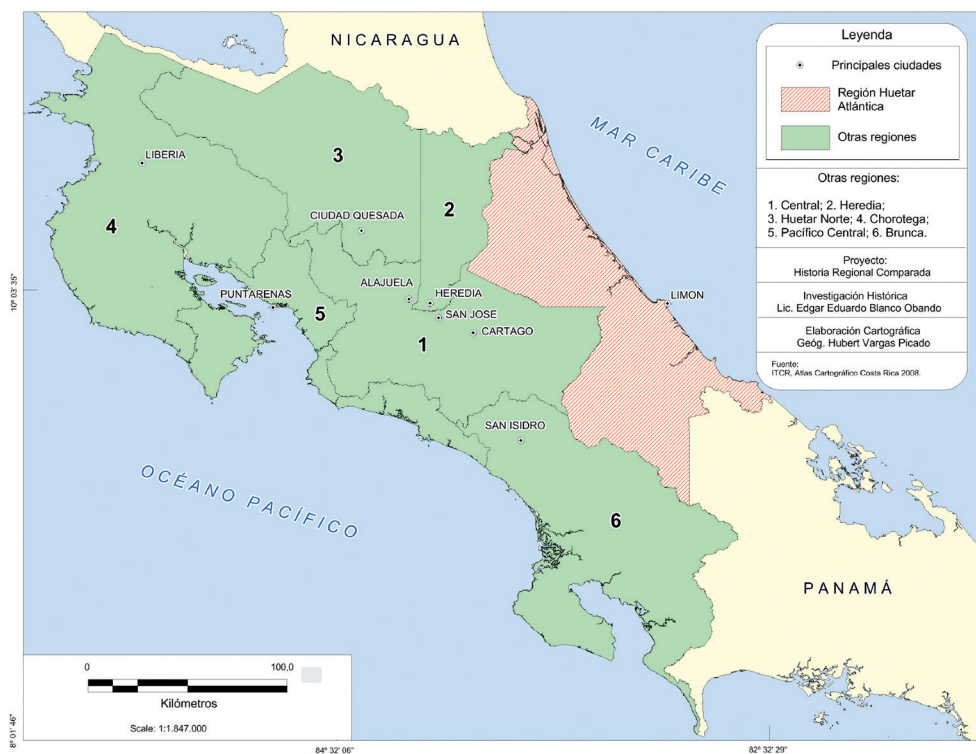 NICARAGUA
MAR CARIBE
LIBERIA
3
CIUDAD QUESADA
2
4
ALAJUELA
HEREDIA
PUNTARENAS
SAN JOSE
LIMON
5
CARTAGO
1
SAN ISIDRO
OCÉANO PACÍFICO
6
PANAMÁ
Leyenda
Principales ciudades
Región Huetar
Atlántica
Otras regiones
Otras regiones:
1. Central; 2. Heredia;
3. Huetar Norte; 4. Chorotega;
5. Pacífico Central; 6. Brunca.
Proyecto:
Historia Regional Comparada
Investigación Histórica
Lic. Edgar Eduardo Blanco Obando
Elaboración Cartográfica
Geóg. Hubert Vargas Picado
Fuente:
ITCR, Atlas Cartográfico Costa Rica 2008.
10º 03' 35"
8º 01' 46"
0 100.0
Kilómetros
Scale: 1:1.847.000
84º 32' 06"
82º 32' 29"